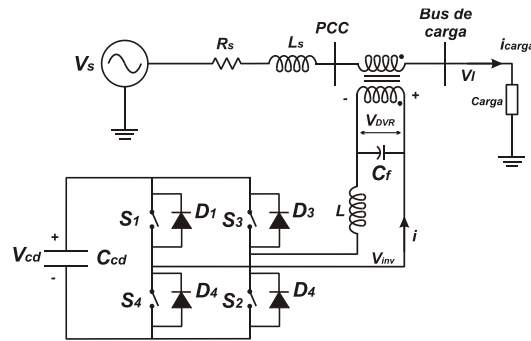 Bus de
carga
PCC
Rs
Ls
icarga
Vs
Vl
Carga
- +
VDVR
Cf
L
i
Vinv
S1
D1
S3
D3
+
Vcd
-
Ccd
S4
D4
S2
D4